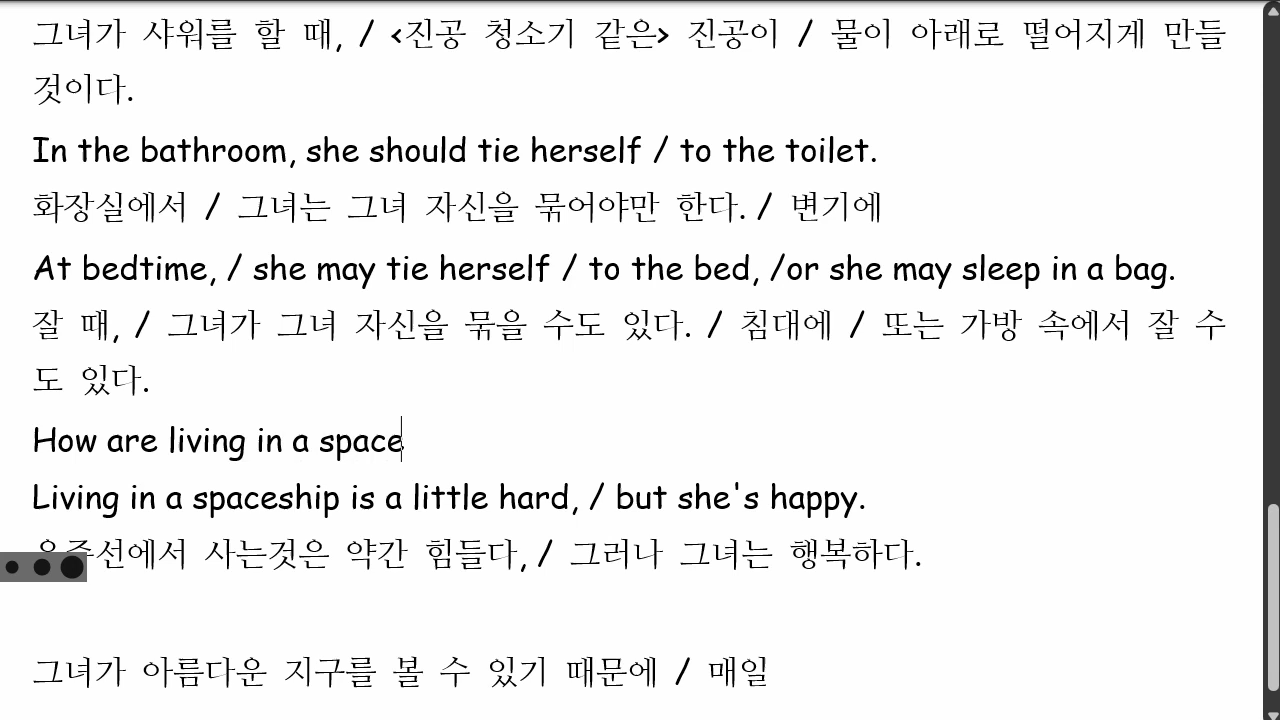 그녀가 샤워를 할 때, / <진공 청소기 같은> 진공이 / 물이 아래로 떨어지게 만들
것이다.
In the bathroom, she should tie herself / to the toilet.
화장실에서 / 그녀는 그녀 자신을 묶어야만 한다. / 변기에
At bedtime, / she may tie herself / to the bed, /or she may sleep in a bag.
잘 때, / 그녀가 그녀 자신을 묶을 수도 있다. / 침대에 / 또는 가방 속에서 잘 수
도 있다.
How are living in a space
Living in a spaceship is a little hard, / but she's happy.
우주선에서 사는것은 약간 힘들다, / 그러나 그녀는 행복하다.
그녀가 아름다운 지구를 볼 수 있기 때문에 / 매일